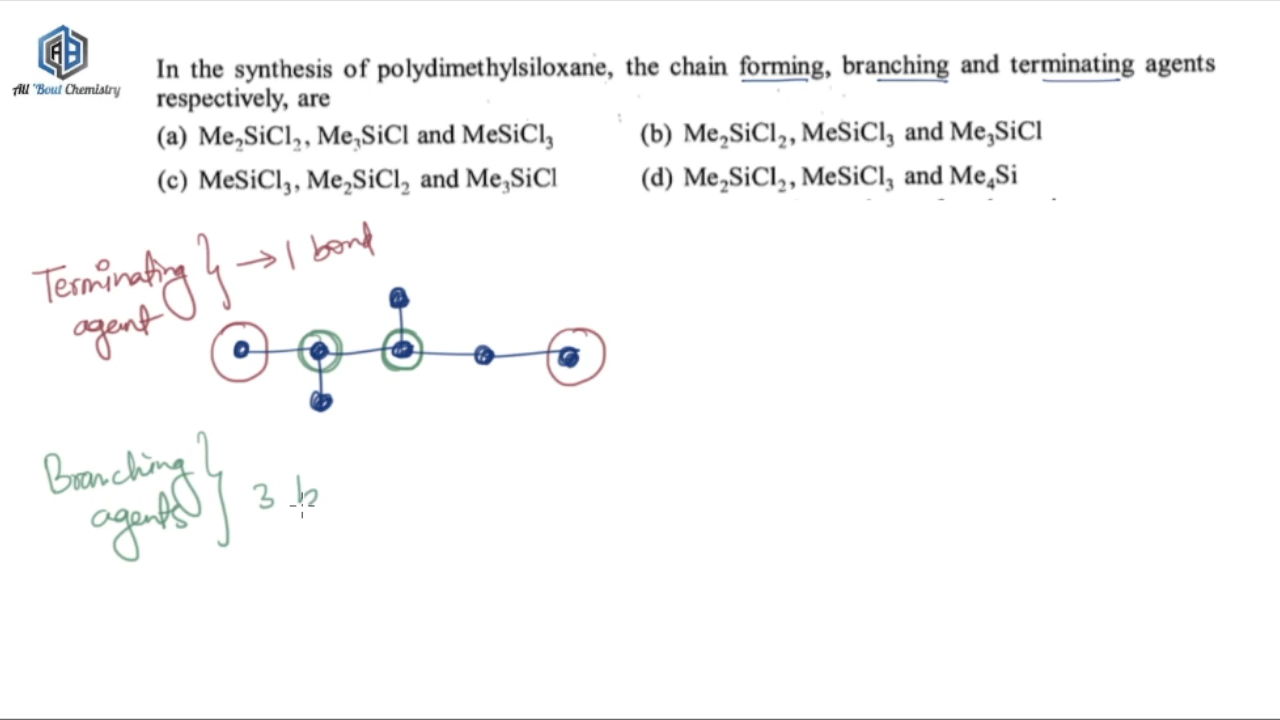 AB
All 'Bout Chemistry
In the synthesis of polydimethylsiloxane, the chain forming, branching and terminating agents
respectively, are
(a) Me₂SiCl₂, Me₃SiCl and MeSiCl₃
(b) Me₂SiCl₂, MeSiCl₃ and Me₃SiCl
(c) MeSiCl₃, Me₂SiCl₂ and Me₃SiCl
(d) Me₂SiCl₂, MeSiCl₃ and Me₄Si
Terminating } → 1 bond
agent
Branching }
agents 3 b